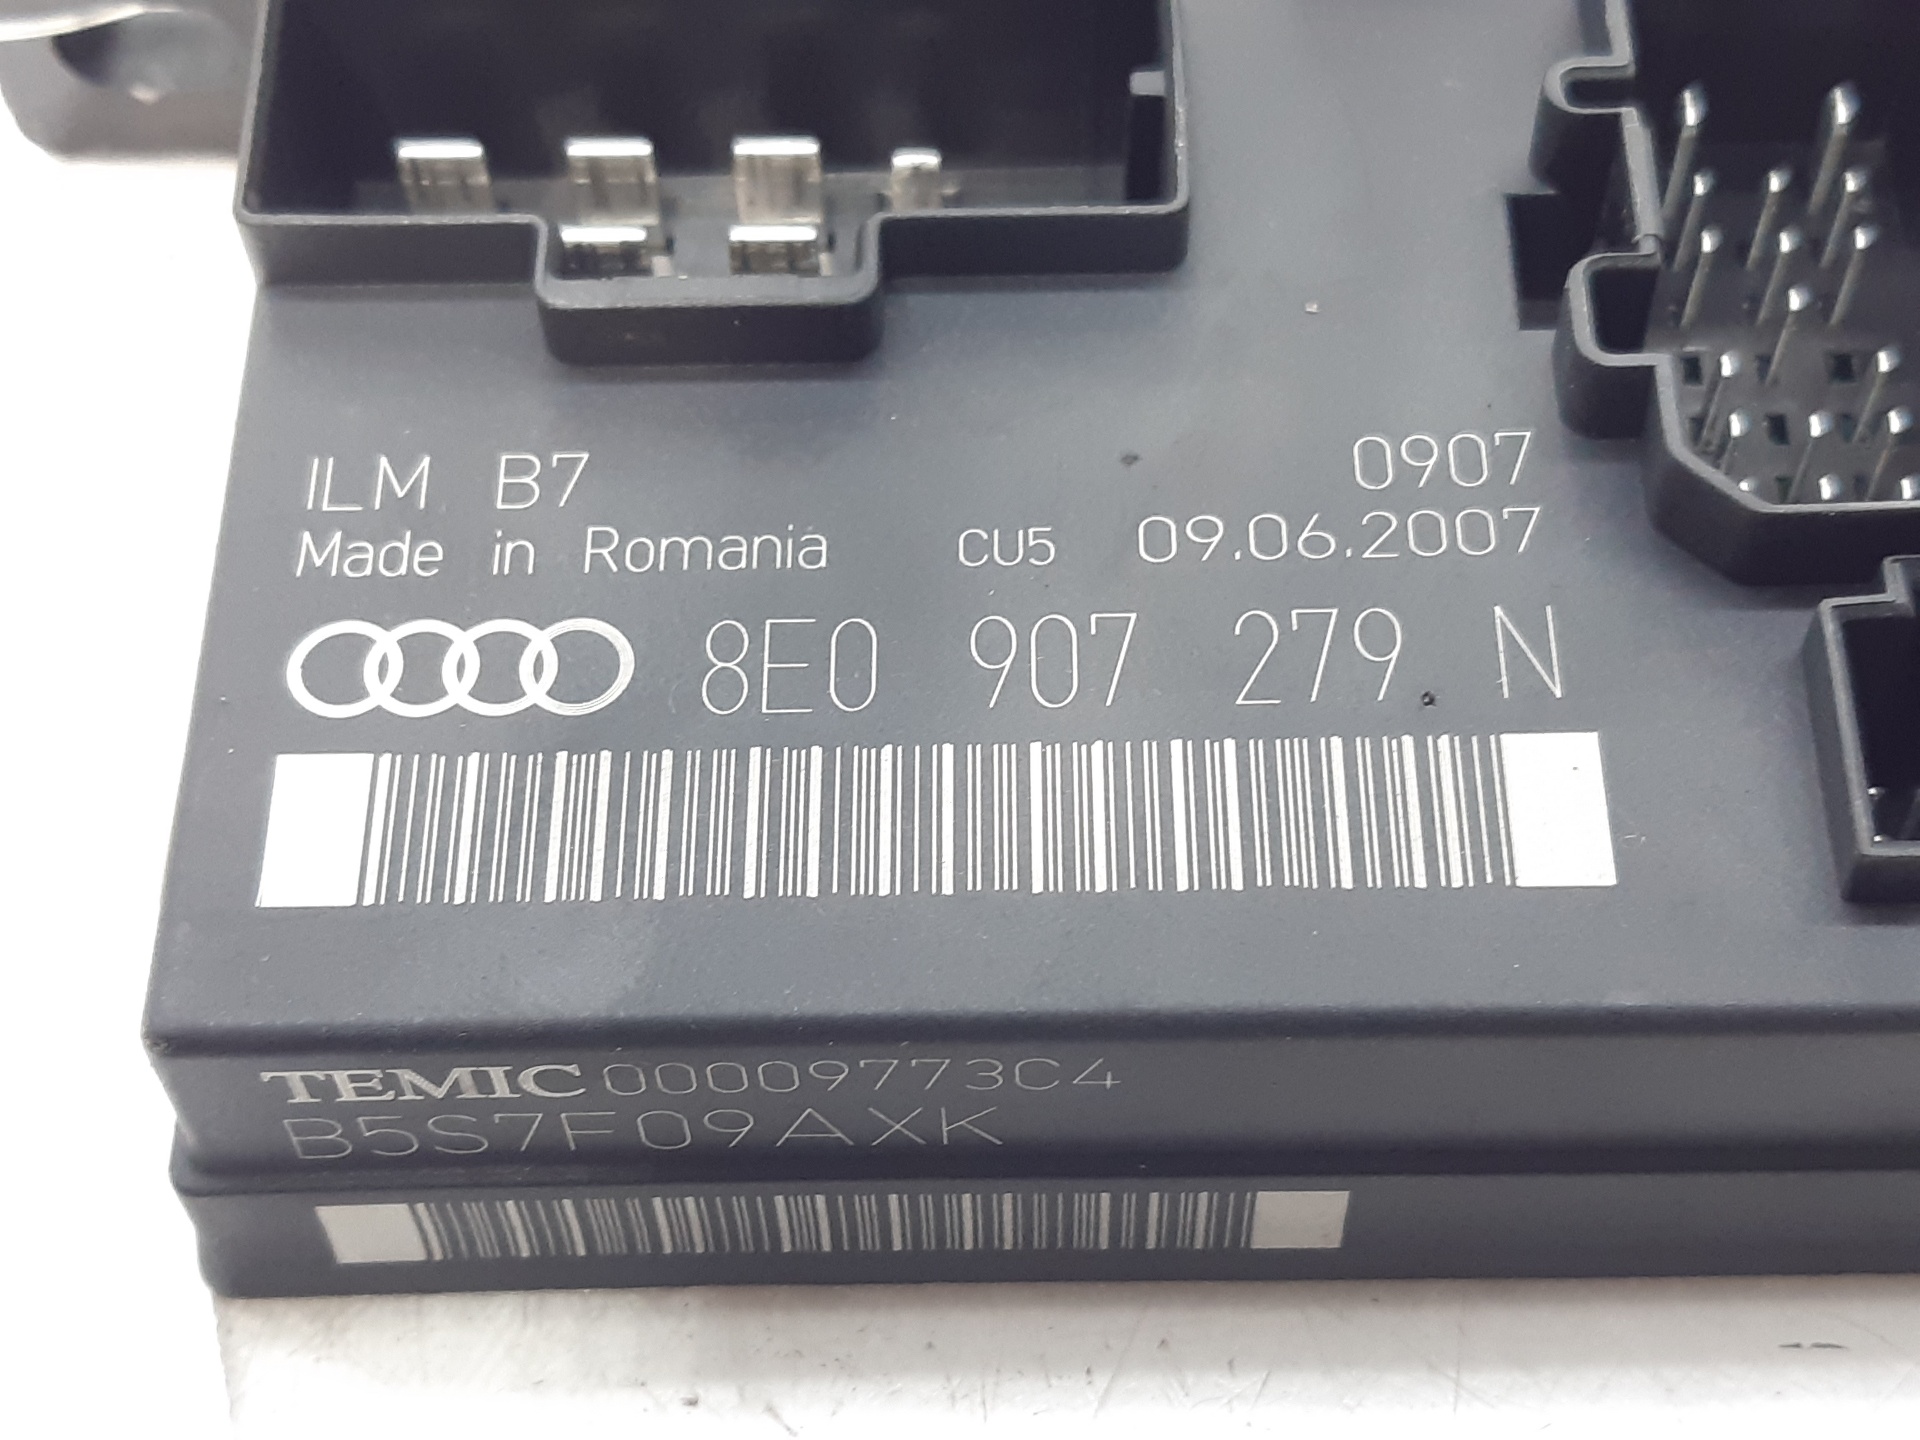 ILM B7 0907
Made in Romania CU5 09.06.2007
8E0 907 279 N
TEMIC 00009773C4
B5S7F09AXK